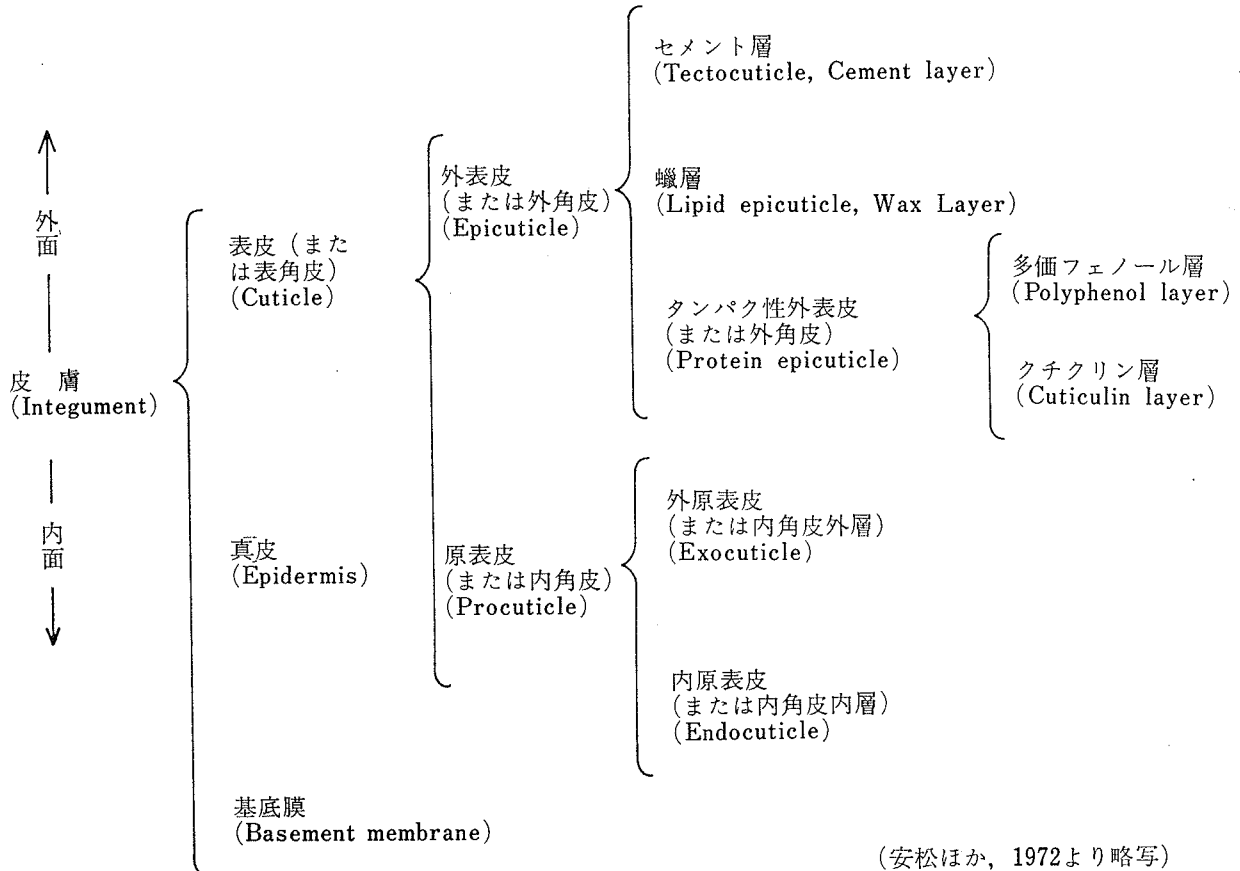 外面
皮膚
(Integument)
内面
表皮（また
は表角皮）
(Cuticle)
真皮
(Epidermis)
基底膜
(Basement membrane)
外表皮
(または外角皮)
(Epicuticle)
原表皮
(または内角皮)
(Procuticle)
セメント層
(Tectocuticle, Cement layer)
蠟層
(Lipid epicuticle, Wax Layer)
タンパク性外表皮
(または外角皮)
(Protein epicuticle)
多価フェノール層
(Polyphenol layer)
クチクリン層
(Cuticulin layer)
外原表皮
(または内角皮外層)
(Exocuticle)
内原表皮
(または内角皮内層)
(Endocuticle)
(安松ほか, 1972より略写)